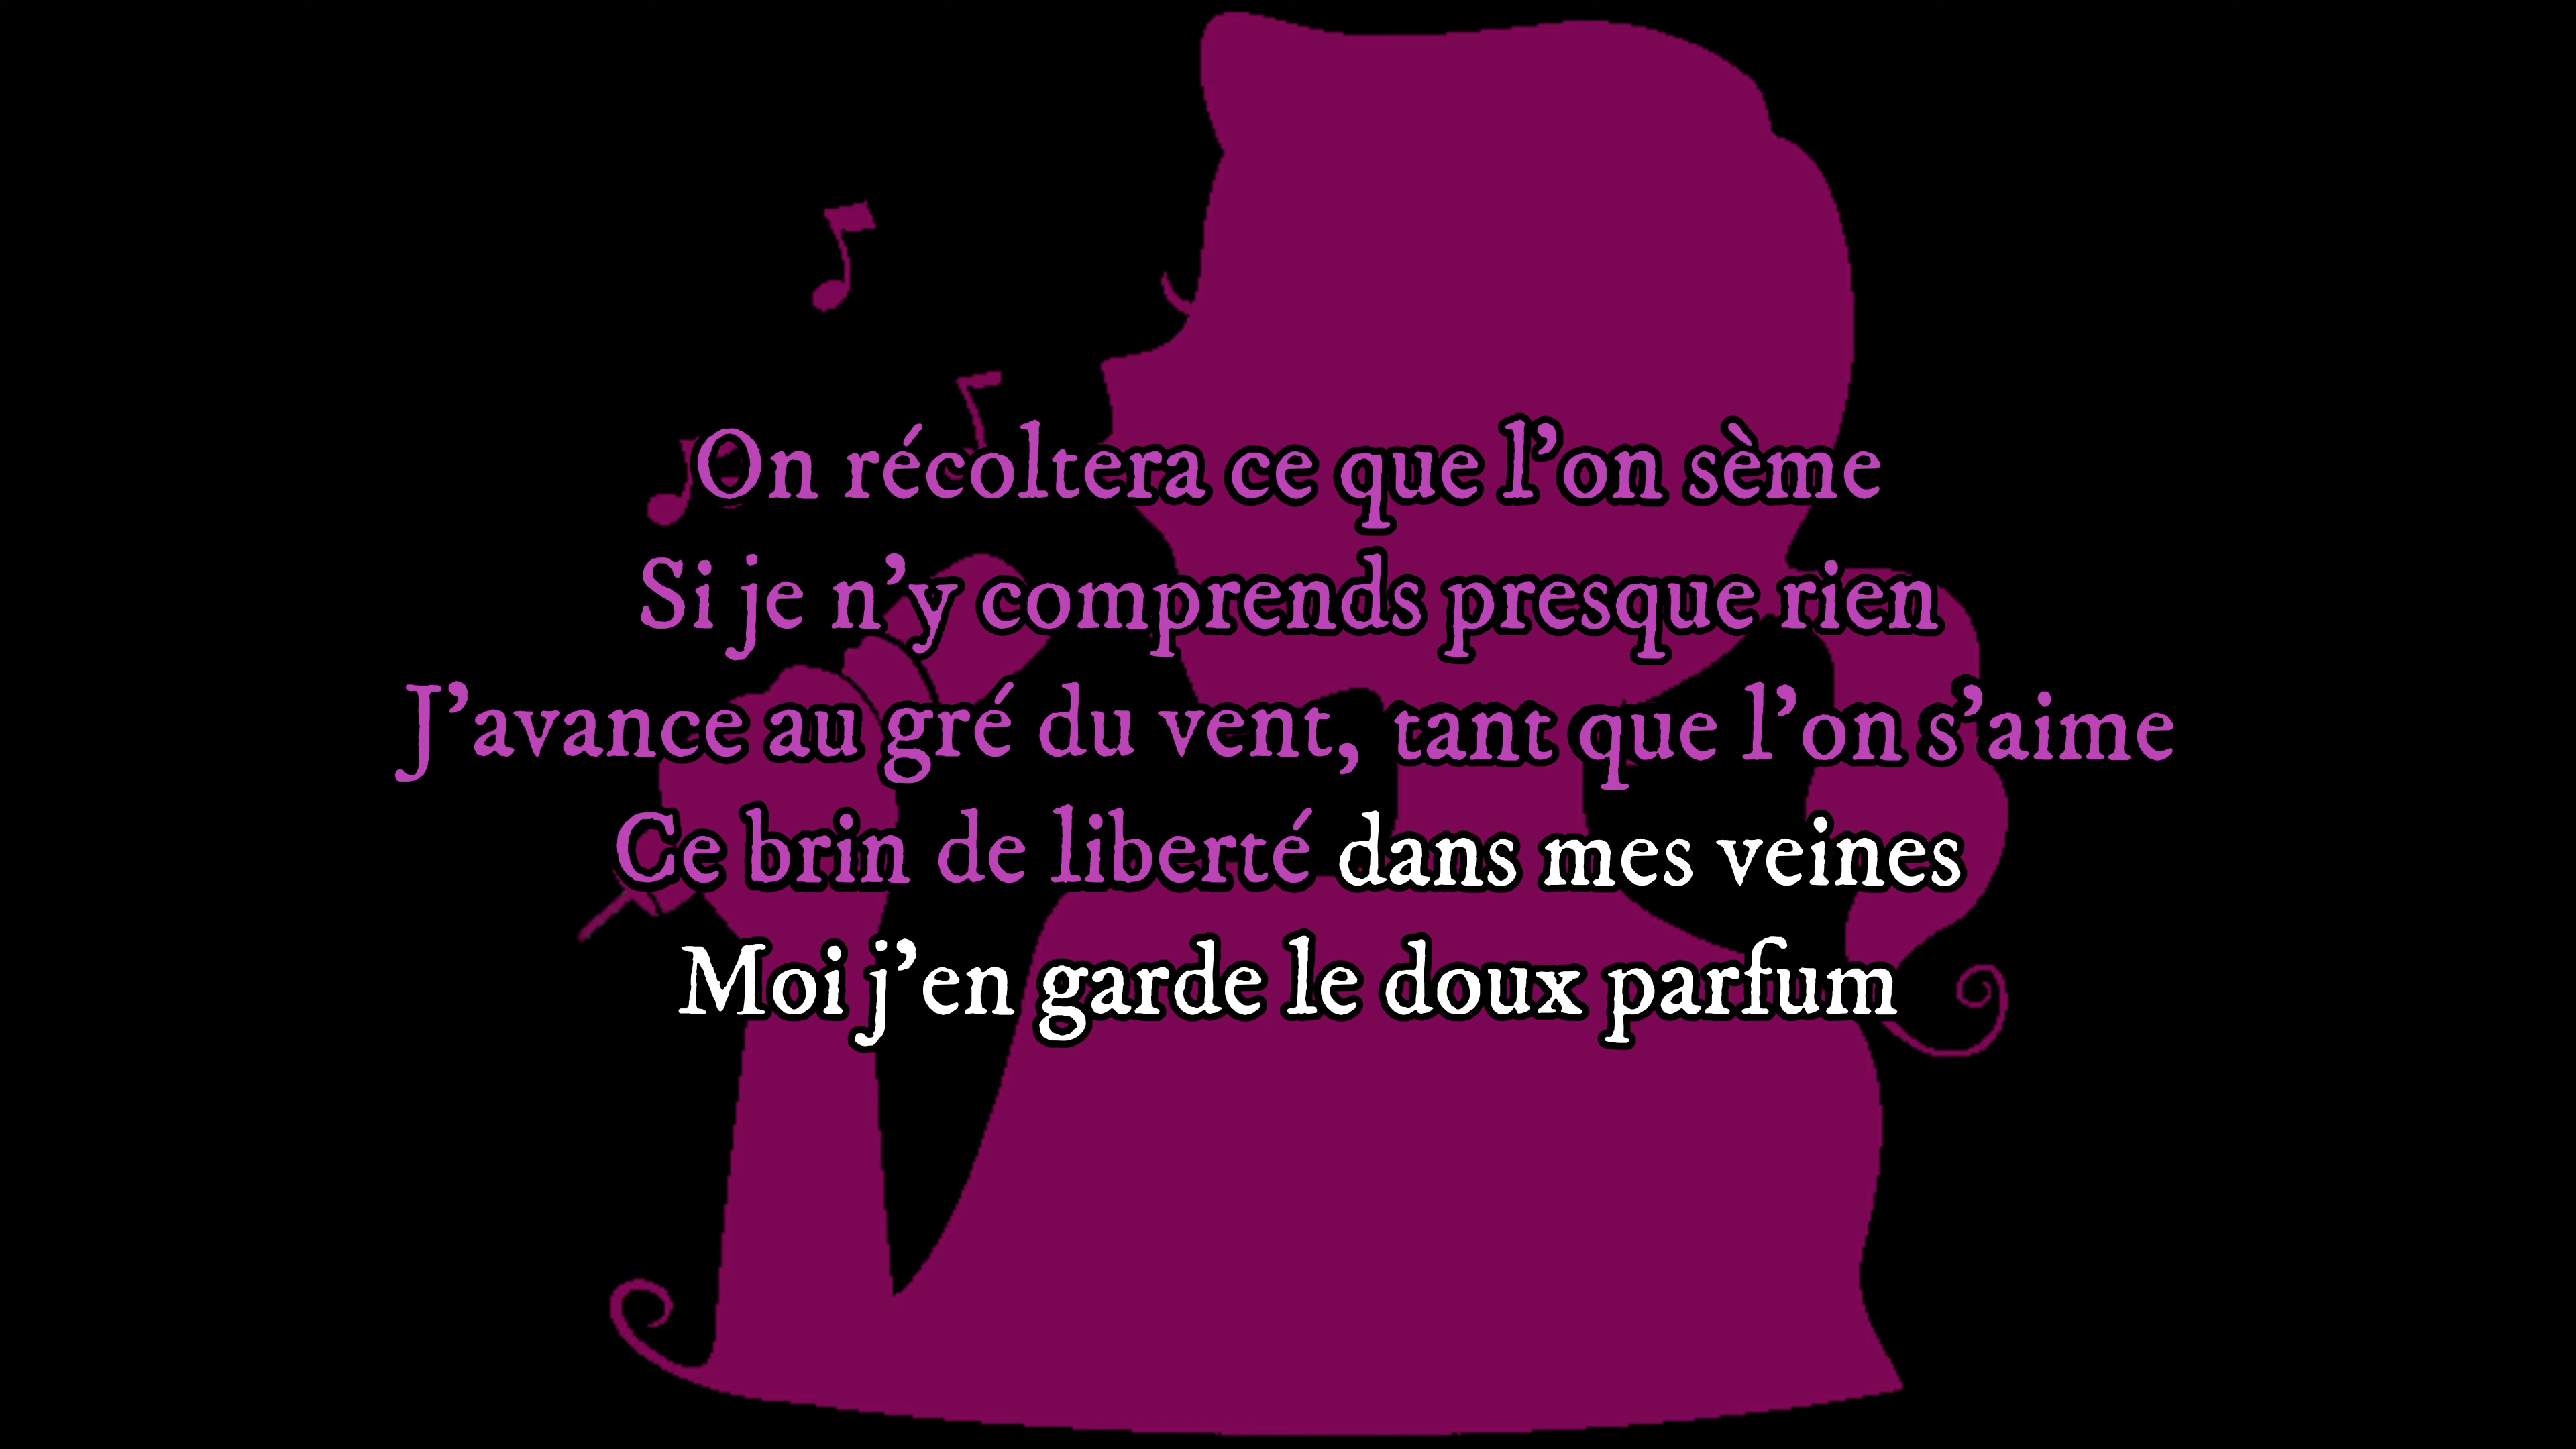 On récoltera ce que l’on sème
Si je n’y comprends presque rien
J’avance au gré du vent, tant que l’on s’aime
Ce brin de liberté dans mes veines
Moi j’en garde le doux parfum